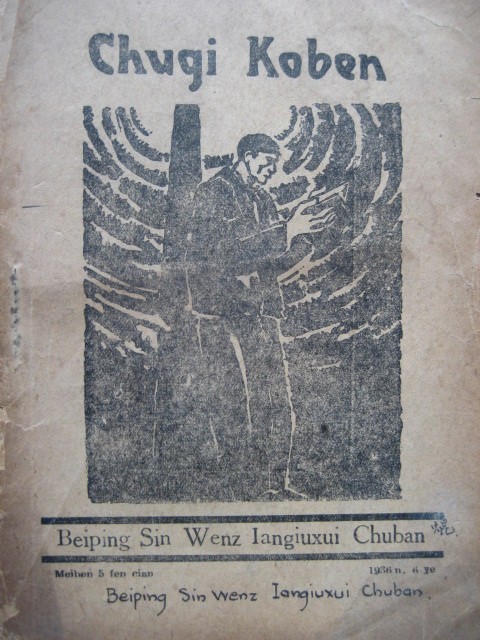 Chugi Koben
Beiping Sin Wenz Iangiuxui Chuban
Meiben 5 fen cian
1936 n. 6 ye
Beiping Sin Wenz Iangiuxui Chuban.